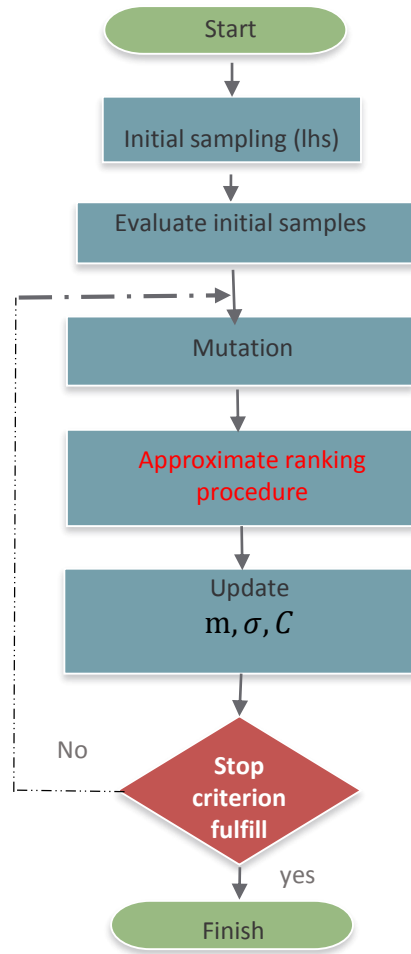 Start
Initial sampling (lhs)
Evaluate initial samples
Mutation
Approximate ranking
procedure
Update
m, σ, C
No
Stop
criterion
fulfill
yes
Finish